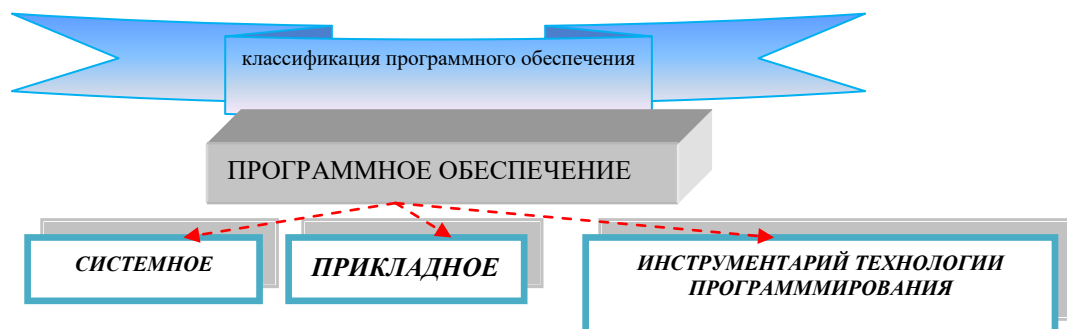 классификация программного обеспечения
ПРОГРАММНОЕ ОБЕСПЕЧЕНИЕ
СИСТЕМНОЕ
ПРИКЛАДНОЕ
ИНСТРУМЕНТАРИЙ ТЕХНОЛОГИИ
ПРОГРАМММИРОВАНИЯ